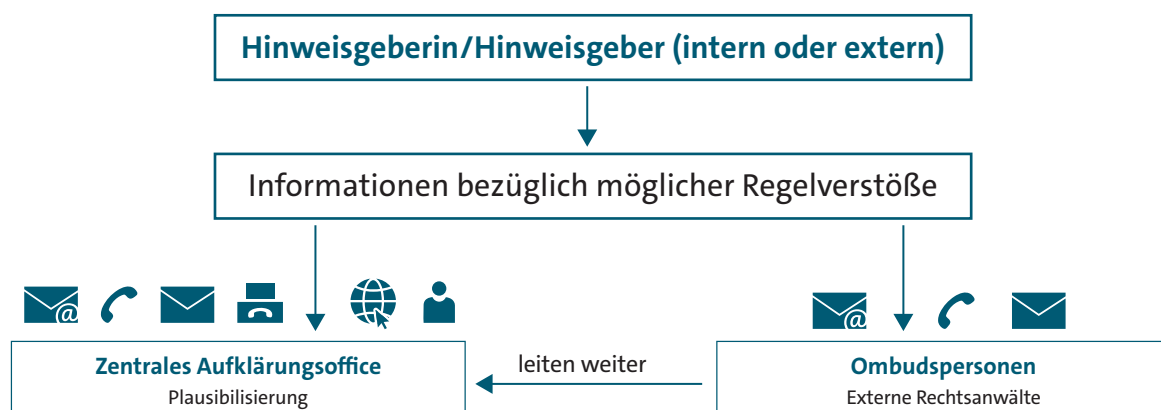 Hinweisgeberin/Hinweisgeber (intern oder extern)
Informationen bezüglich möglicher Regelverstöße
@
@
Zentrales Aufklärungsoffice
Plausibilisierung
leiten weiter
Ombudspersonen
Externe Rechtsanwälte